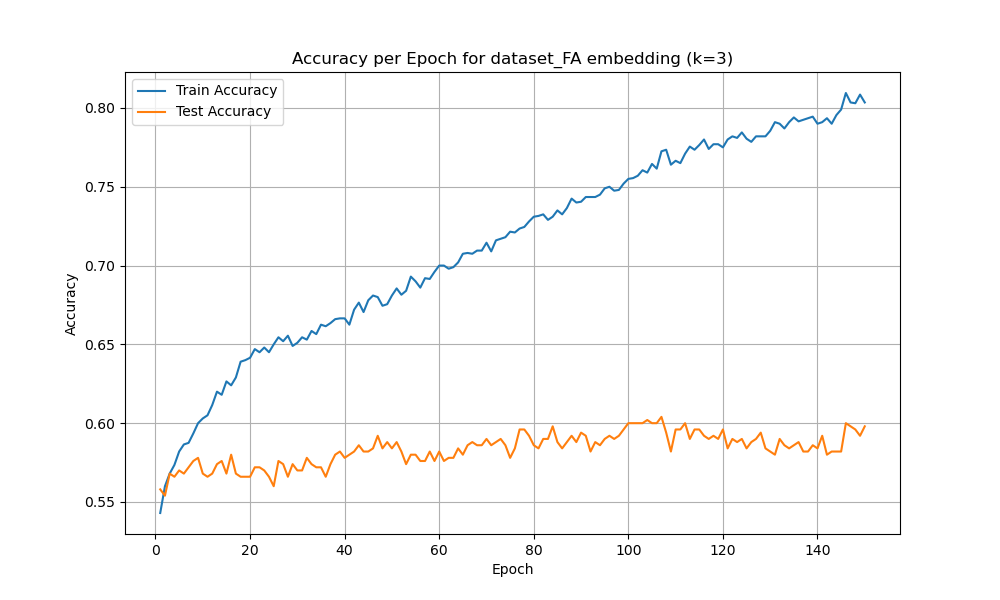 Accuracy per Epoch for dataset_FA embedding (k=3)
Train Accuracy
Test Accuracy
Accuracy
0.80
0.75
0.70
0.65
0.60
0.55
0 20 40 60 80 100 120 140
Epoch